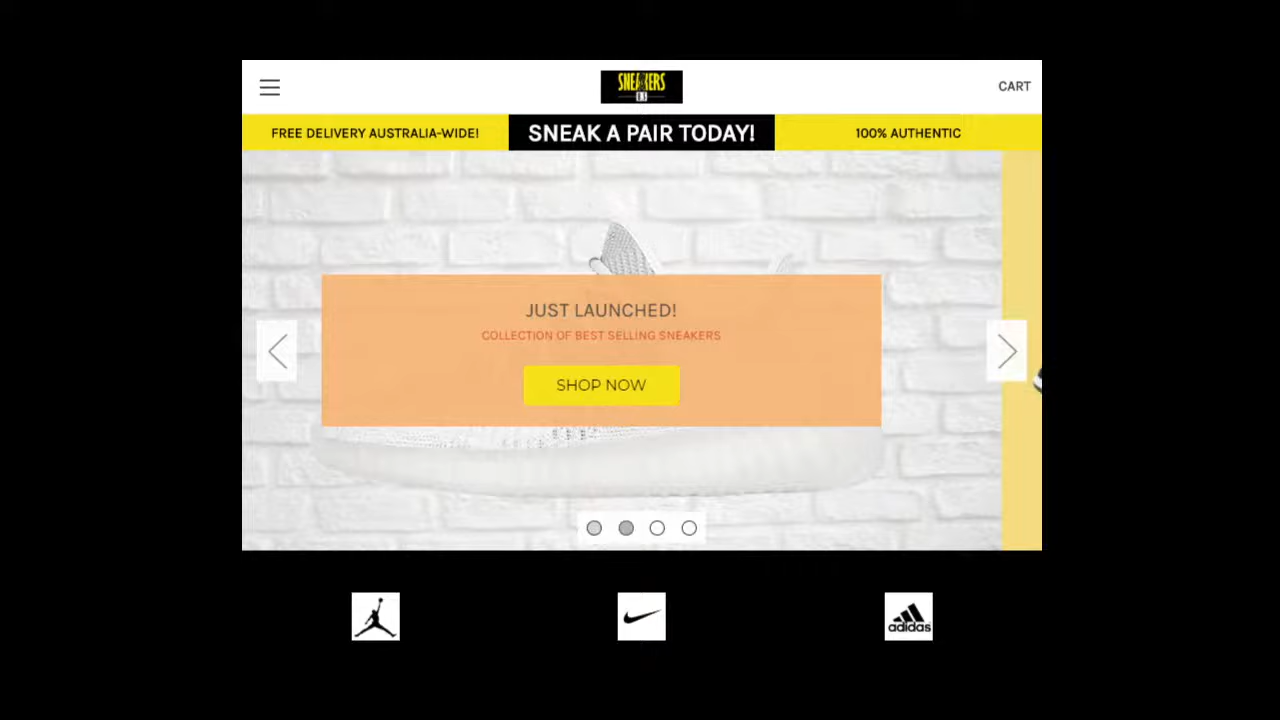 SNEAKERS
CART
FREE DELIVERY AUSTRALIA-WIDE!
SNEAK A PAIR TODAY!
100% AUTHENTIC
JUST LAUNCHED!
COLLECTION OF BEST SELLING SNEAKERS
SHOP NOW
adidas